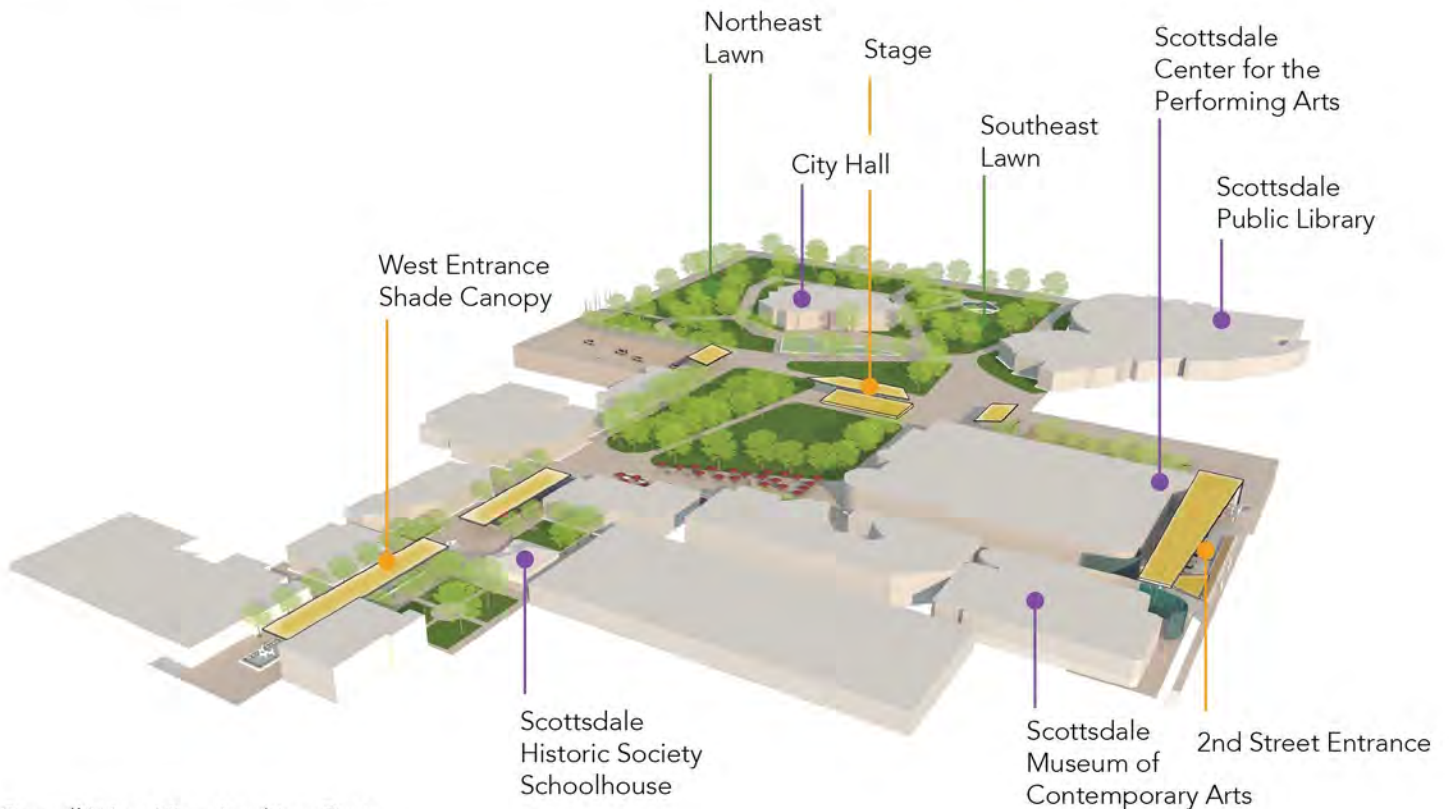 Northeast
Lawn
Stage
Scottsdale
Center for the
Performing Arts
Southeast
Lawn
City Hall
Scottsdale
Public Library
West Entrance
Shade Canopy
Scottsdale
Historic Society
Schoolhouse
Scottsdale
Museum of
Contemporary Arts
2nd Street Entrance